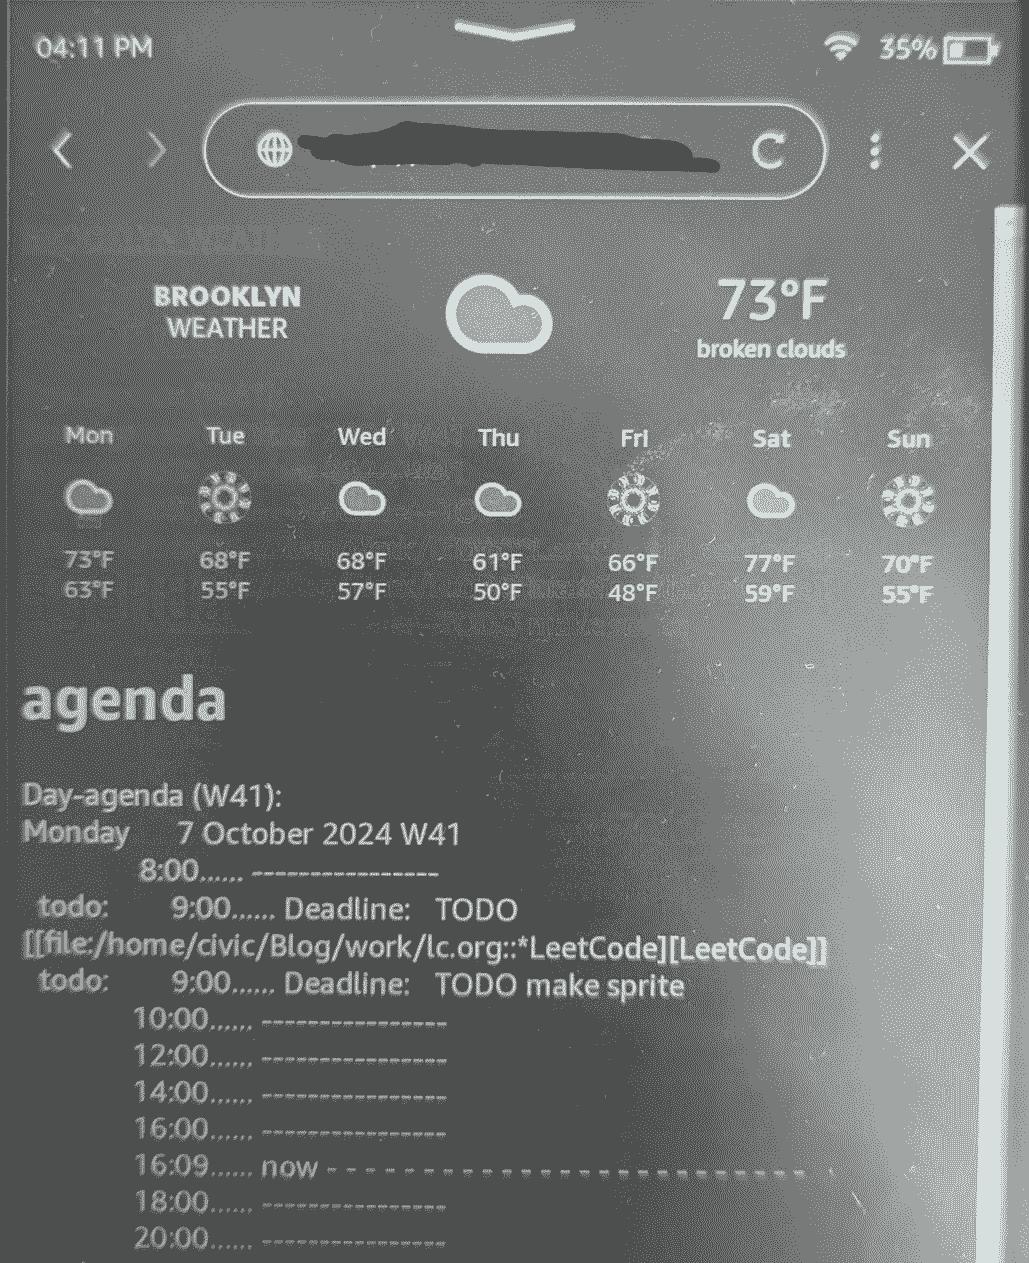 04:11 PM 35%
BROOKLYN
WEATHER
73°F
broken clouds
Mon Tue Wed Thu Fri Sat Sun
73°F 68°F 68°F 61°F 66°F 77°F 70°F
63°F 55°F 57°F 50°F 48°F 59°F 55°F
agenda
Day-agenda (W41):
Monday 7 October 2024 W41
8:00...... ----------------
todo: 9:00...... Deadline: TODO
[[file:/home/civic/Blog/work/lc.org::*LeetCode][LeetCode]]
todo: 9:00...... Deadline: TODO make sprite
10:00...... ----------------
12:00...... ----------------
14:00...... ----------------
16:00...... ----------------
16:09...... now - - - - - - - - - - - - - - - - - - - - - - - - -
18:00...... ----------------
20:00...... ----------------